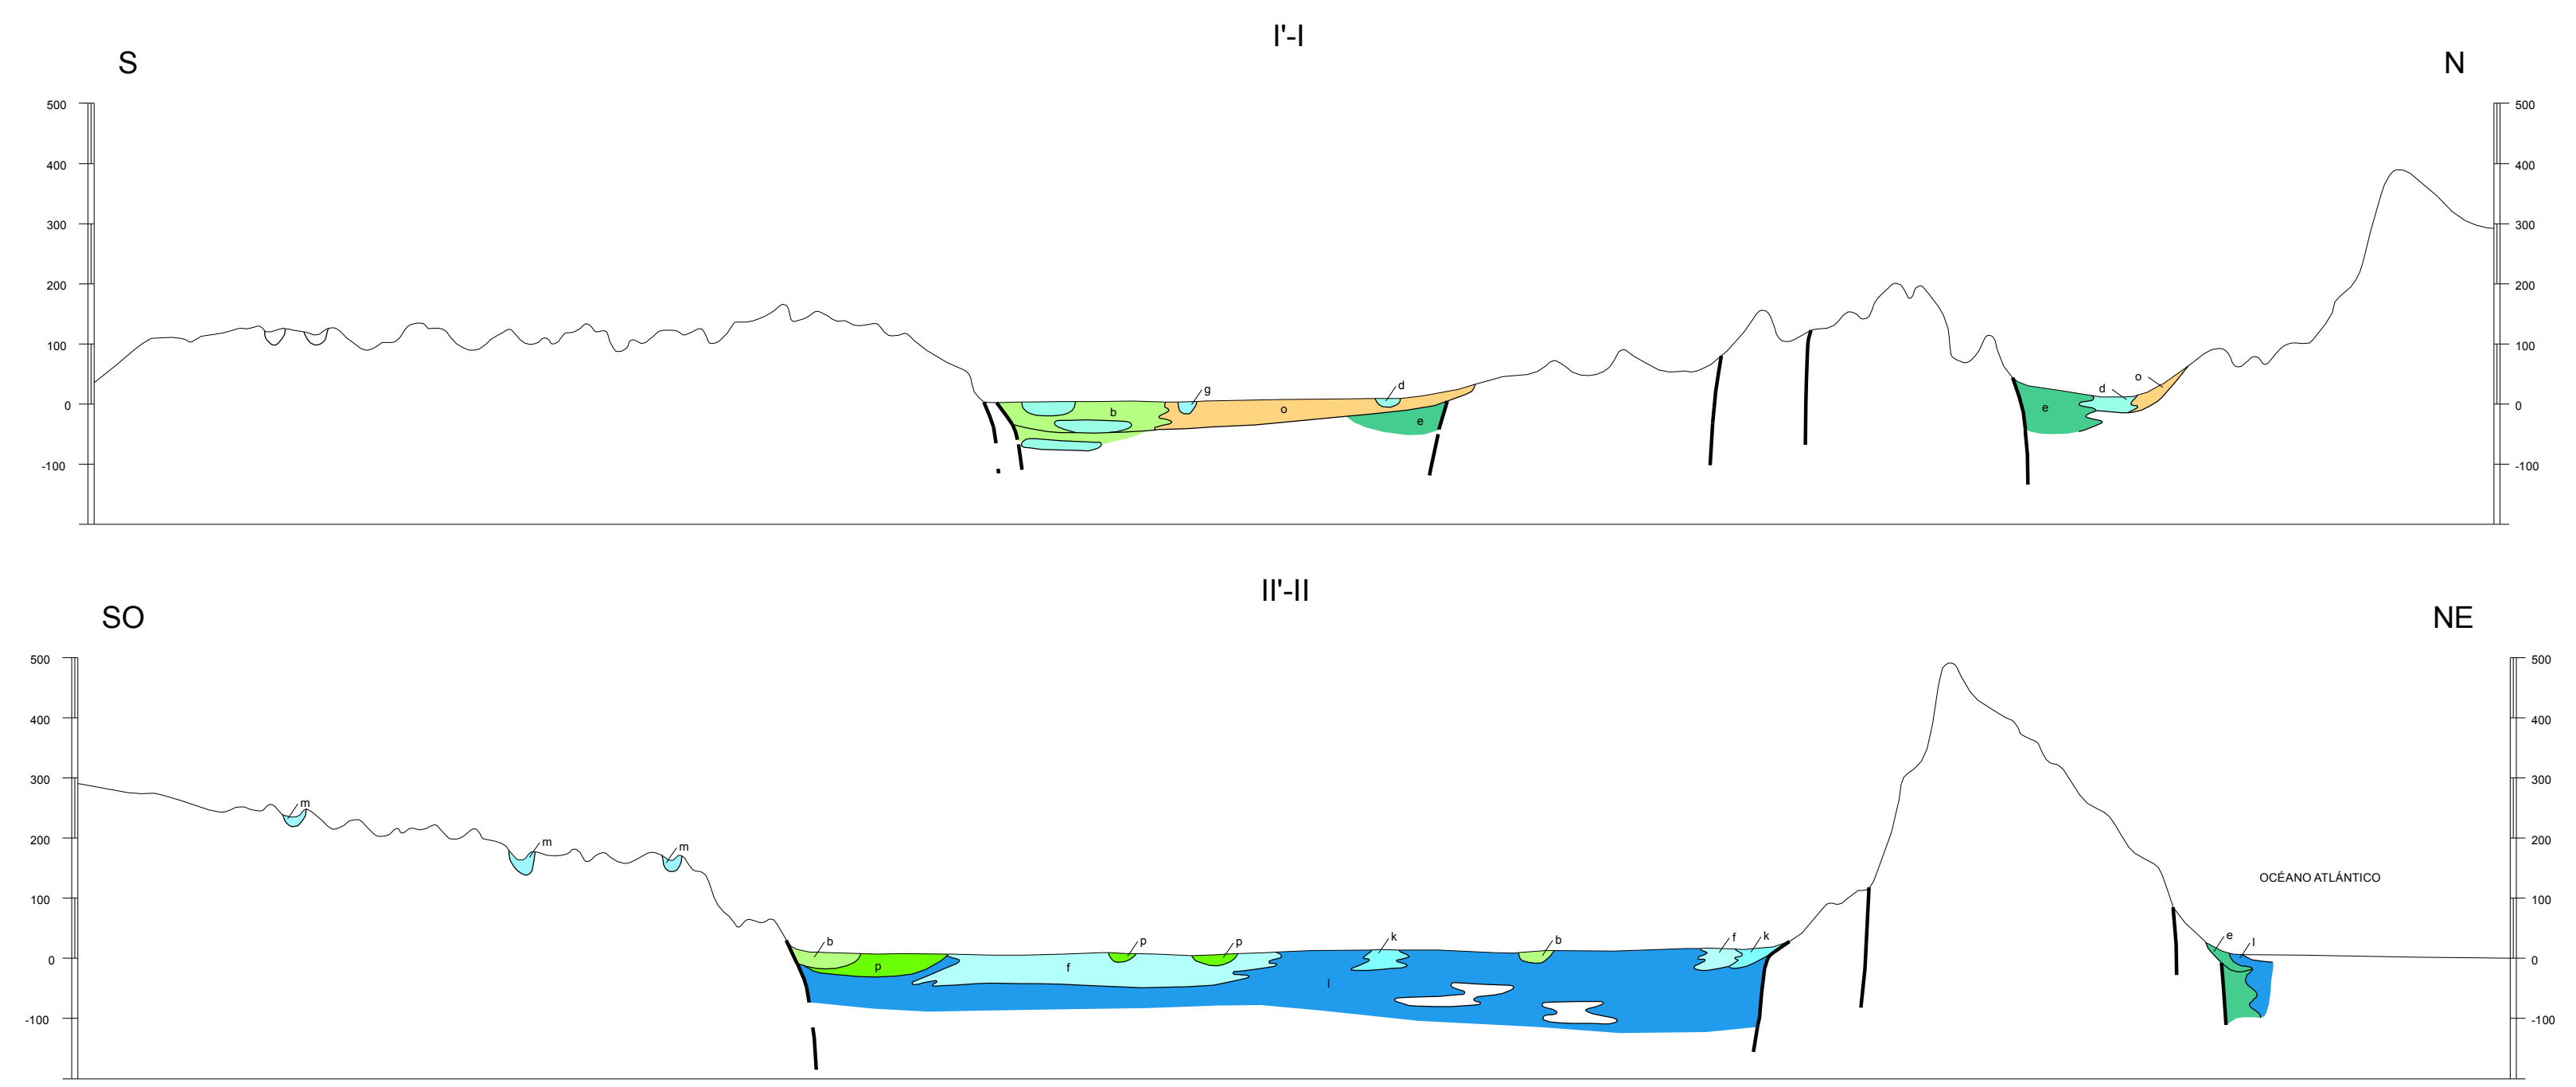 I'-I
S N
500 500
400 400
300 300
200 200
100 100
g d d o
0 b o e e 0
-100 -100
II'-II
SO NE
500 500
400 400
300 300
m
200 200
m m
OCÉANO ATLÁNTICO
100 100
b p p k b f k e l
0 p f l 0
-100 -100